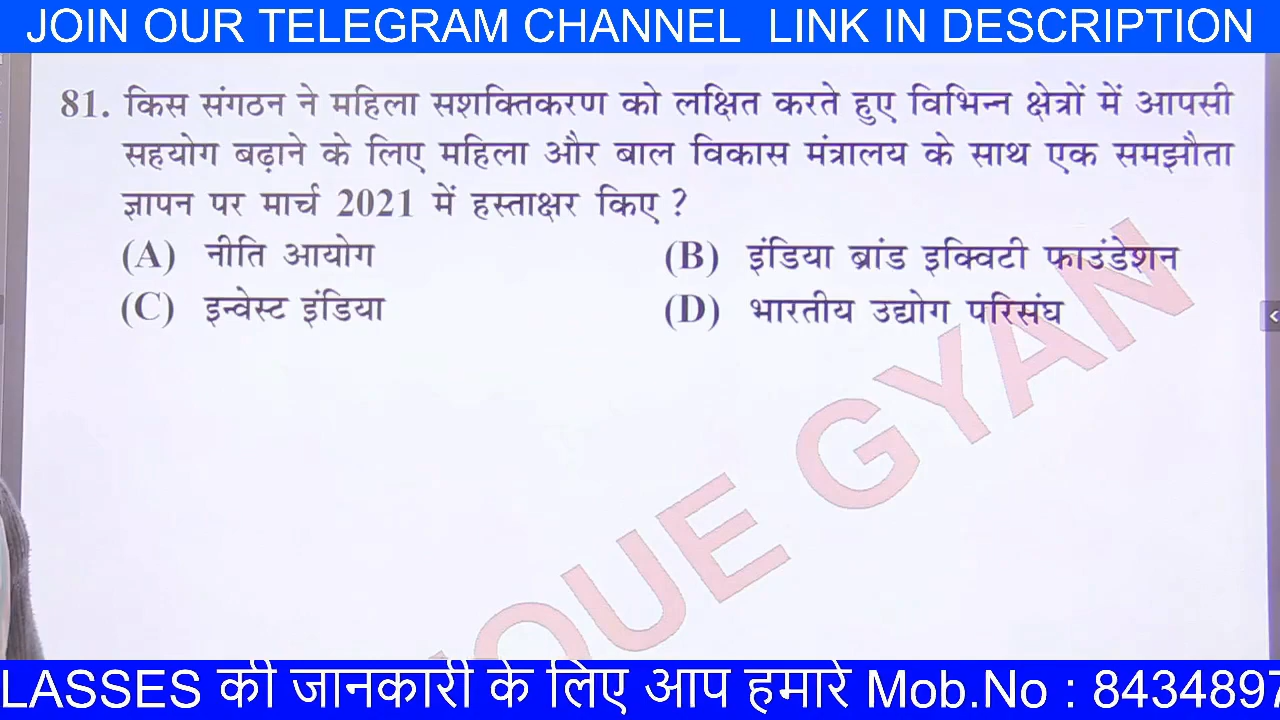 JOIN OUR TELEGRAM CHANNEL LINK IN DESCRIPTION
81. किस संगठन ने महिला सशक्तिकरण को लक्षित करते हुए विभिन्न क्षेत्रों में आपसी
सहयोग बढ़ाने के लिए महिला और बाल विकास मंत्रालय के साथ एक समझौता
ज्ञापन पर मार्च 2021 में हस्ताक्षर किए ?
(A) नीति आयोग (B) इंडिया ब्रांड इक्विटी फाउंडेशन
(C) इन्वेस्ट इंडिया (D) भारतीय उद्योग परिसंघ
QUE GYAN
LASSES की जानकारी के लिए आप हमारे Mob.No : 8434897